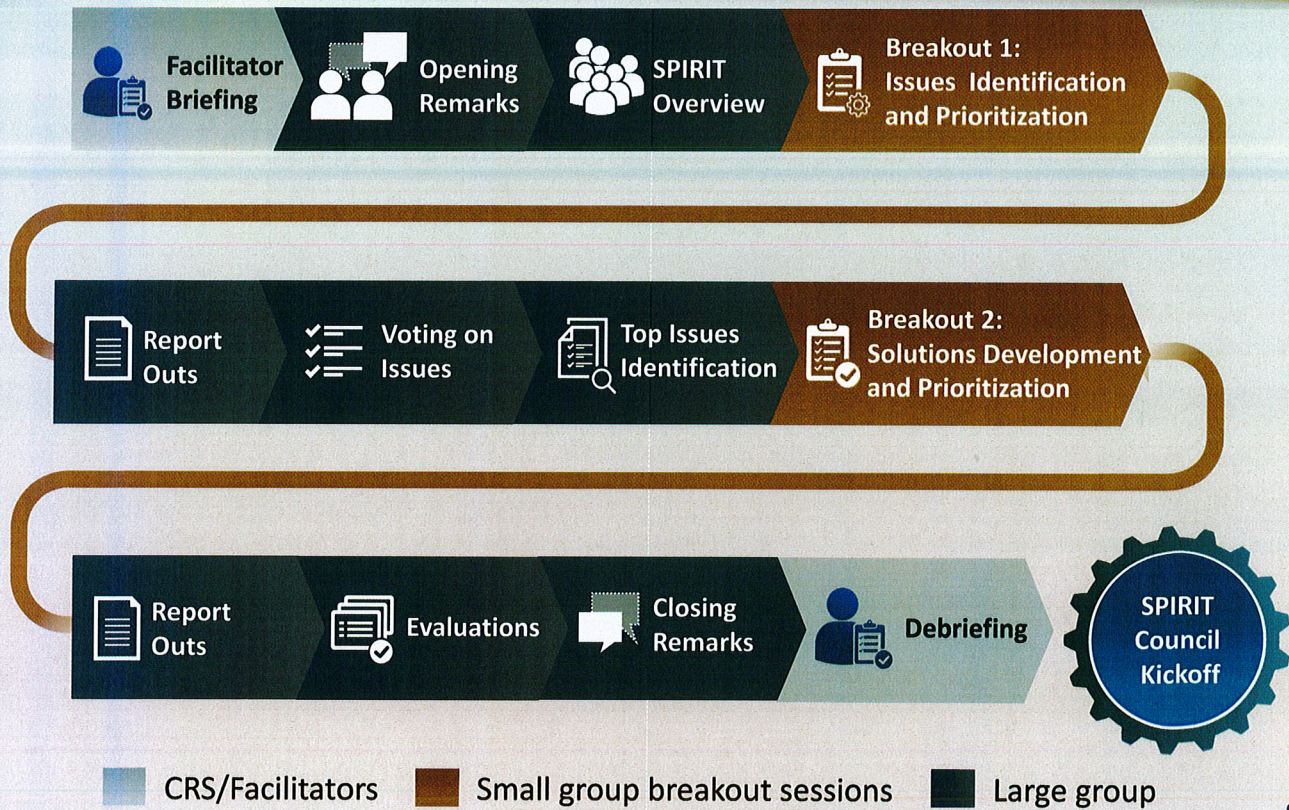 Facilitator
Briefing
Opening
Remarks
SPIRIT
Overview
Breakout 1:
Issues Identification
and Prioritization
Report
Outs
Voting on
Issues
Top Issues
Identification
Breakout 2:
Solutions Development
and Prioritization
Report
Outs
Evaluations
Closing
Remarks
Debriefing
SPIRIT
Council
Kickoff
CRS/Facilitators
Small group breakout sessions
Large group